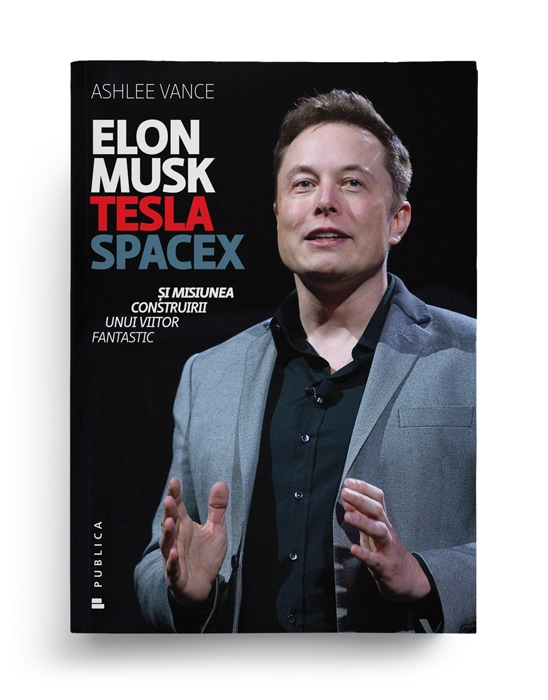 ASHLEE VANCE
ELON
MUSK
TESLA
SPACEX
ȘI MISIUNEA
CONSTRUIRII
UNUI VIITOR
FANTASTIC
PUBLICA